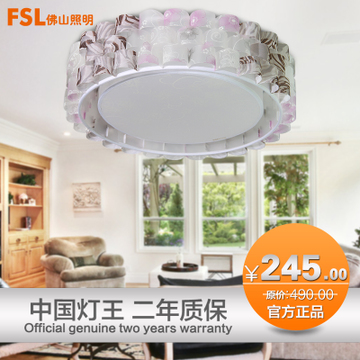 FSL佛山照明
¥245.00
原价:490.00
官方正品
中国灯王 二年质保
Official genuine two years warranty